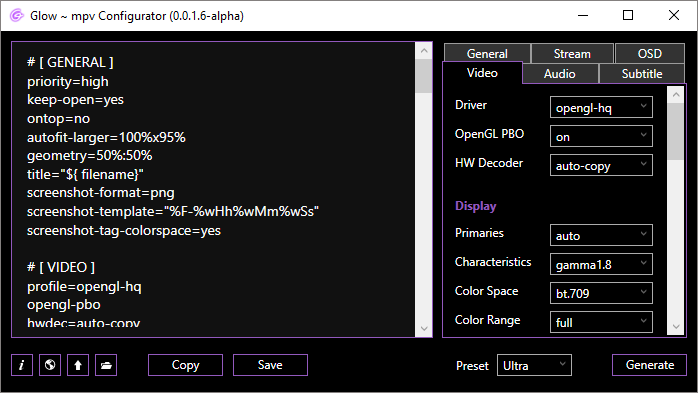 Glow ~ mpv Configurator (0.0.1.6-alpha)
# [ GENERAL ]
priority=high
keep-open=yes
ontop=no
autofit-larger=100%x95%
geometry=50%:50%
title="${ filename}"
screenshot-format=png
screenshot-template="%F-%wHh%wMm%wSs"
screenshot-tag-colorspace=yes
# [ VIDEO ]
profile=opengl-hq
opengl-pbo
hwdec=auto-copy
General Stream OSD
Video Audio Subtitle
Driver opengl-hq
OpenGL PBO on
HW Decoder auto-copy
Display
Primaries auto
Characteristics gamma1.8
Color Space bt.709
Color Range full
i Copy Save Preset Ultra Generate